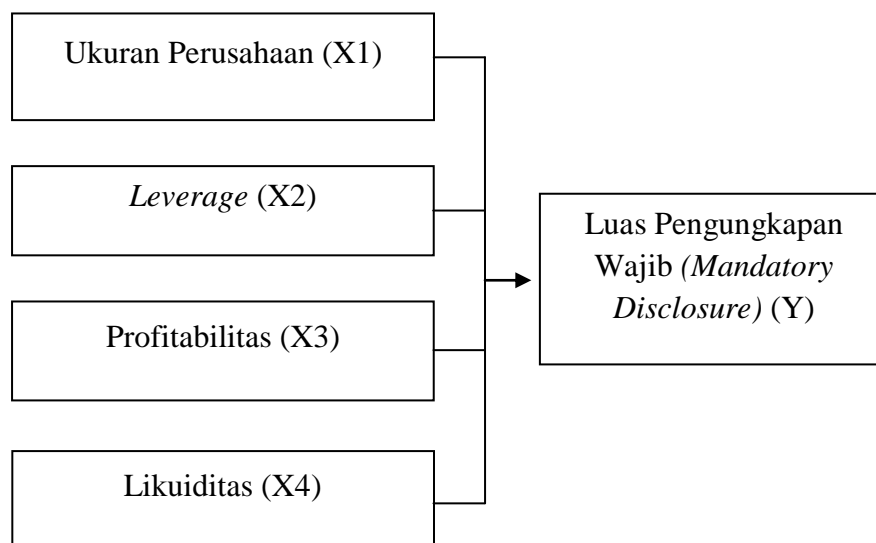 Ukuran Perusahaan (X1)
Leverage (X2)
Profitabilitas (X3)
Likuiditas (X4)
Luas Pengungkapan
Wajib (Mandatory
Disclosure) (Y)